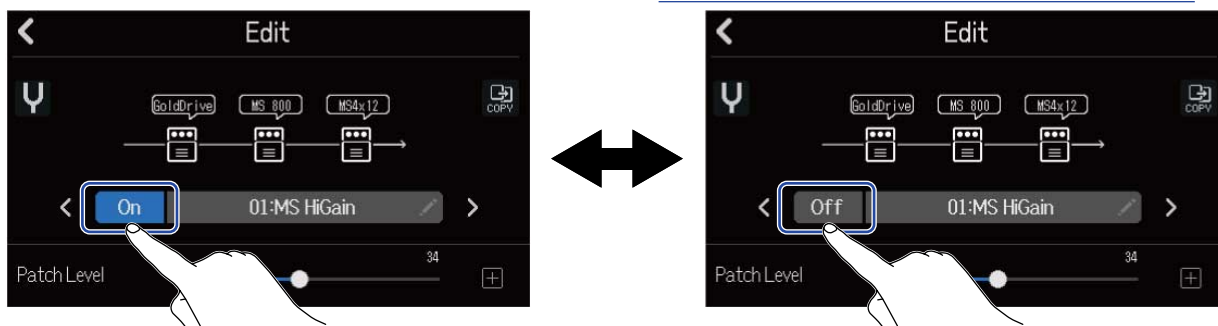 Edit
GoldDrive MS 800 MS4x12
COPY
On 01:MS HiGain
34
Patch Level
Edit
GoldDrive MS 800 MS4x12
COPY
Off 01:MS HiGain
34
Patch Level